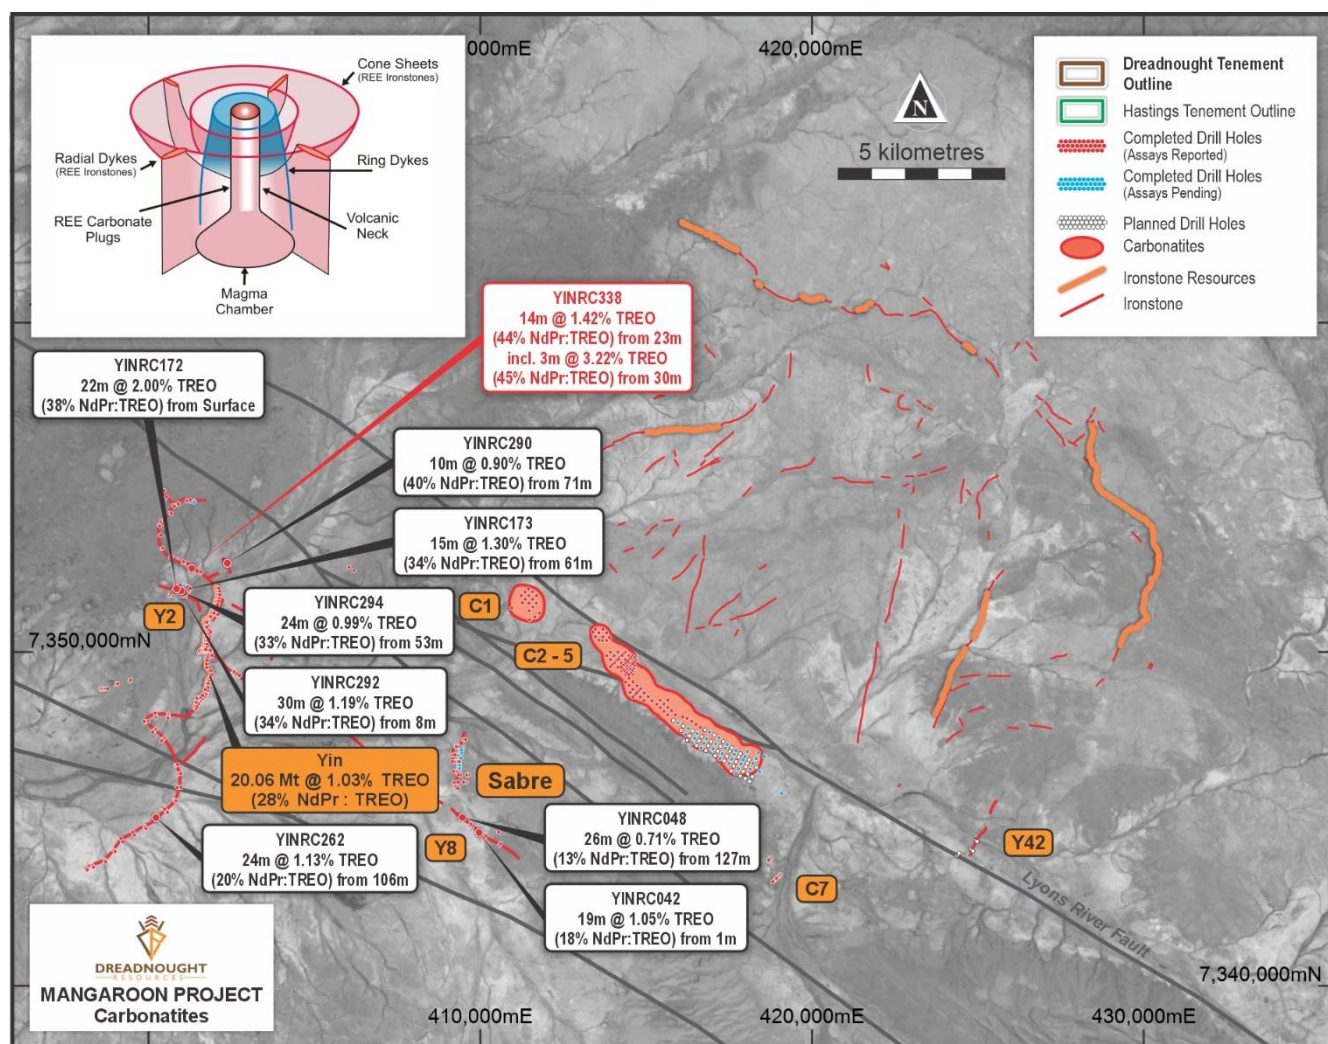 000mE
420,000mE
Cone Sheets
(REE Ironstones)
Radial Dykes
(REE Ironstones)
Ring Dykes
REE Carbonate
Plugs
Volcanic
Neck
Magma
Chamber
N
5 kilometres
Dreadnought Tenement
Outline
Hastings Tenement Outline
Completed Drill Holes
(Assays Reported)
Completed Drill Holes
(Assays Pending)
Planned Drill Holes
Carbonatites
Ironstone Resources
Ironstone
YINRC338
14m @ 1.42% TREO
(44% NdPr:TREO) from 23m
incl. 3m @ 3.22% TREO
(45% NdPr:TREO) from 30m
YINRC172
22m @ 2.00% TREO
(38% NdPr:TREO) from Surface
YINRC290
10m @ 0.90% TREO
(40% NdPr:TREO) from 71m
YINRC173
15m @ 1.30% TREO
(34% NdPr:TREO) from 61m
Y2
YINRC294
24m @ 0.99% TREO
(33% NdPr:TREO) from 53m
C1
C2 - 5
7,350,000mN
YINRC292
30m @ 1.19% TREO
(34% NdPr:TREO) from 8m
Yin
20.06 Mt @ 1.03% TREO
(28% NdPr : TREO)
Sabre
YINRC262
24m @ 1.13% TREO
(20% NdPr:TREO) from 106m
Y8
YINRC048
26m @ 0.71% TREO
(13% NdPr:TREO) from 127m
Y42
C7
YINRC042
19m @ 1.05% TREO
(18% NdPr:TREO) from 1m
Lyons River Fault
7,340,000mN
DREADNOUGHT
RESOURCES
MANGAROON PROJECT
Carbonatites
410,000mE
420,000mE
430,000mE